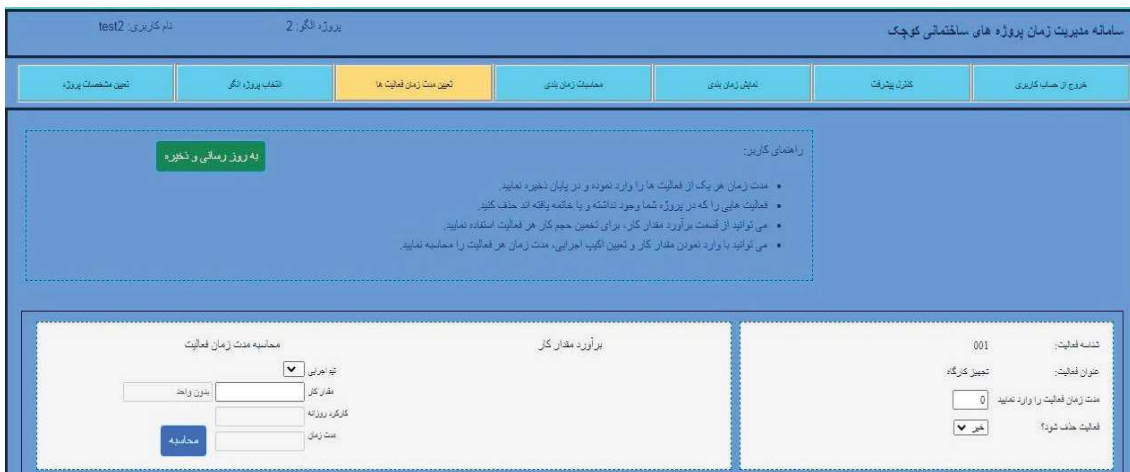 سامانه مدیریت زمان پروژه های ساختمانی کوچک
پروژه الگو: 2
نام کاربری: test2
خروج از حساب کاربری
کنترل پیشرفت
نمایش زمان بندی
محاسبات زمان بندی
تعیین مدت زمان فعالیت ها
انتخاب پروژه الگو
تعیین مشخصات پروژه
راهنمای کاربر:
به روز رسانی و ذخیره
مدت زمان هر یک از فعالیت ها را وارد نموده و در پایان ذخیره نمایید.
فعالیت هایی را که در پروژه شما وجود نداشته و یا خاتمه یافته اند حذف کنید.
می توانید از قسمت برآورد مقدار کار، برای تخمین حجم کار هر فعالیت استفاده نمایید.
می توانید با وارد نمودن مقدار کار و تعیین اکیپ اجرایی، مدت زمان هر فعالیت را محاسبه نمایید.
شناسه فعالیت: 001
عنوان فعالیت: تجهیز کارگاه
مدت زمان فعالیت را وارد نمایید 0
فعالیت حذف شود؟ خیر
برآورد مقدار کار
محاسبه مدت زمان فعالیت
تیم اجرایی
مقدار کار بدون واحد
کارکرد روزانه
مدت زمان
محاسبه